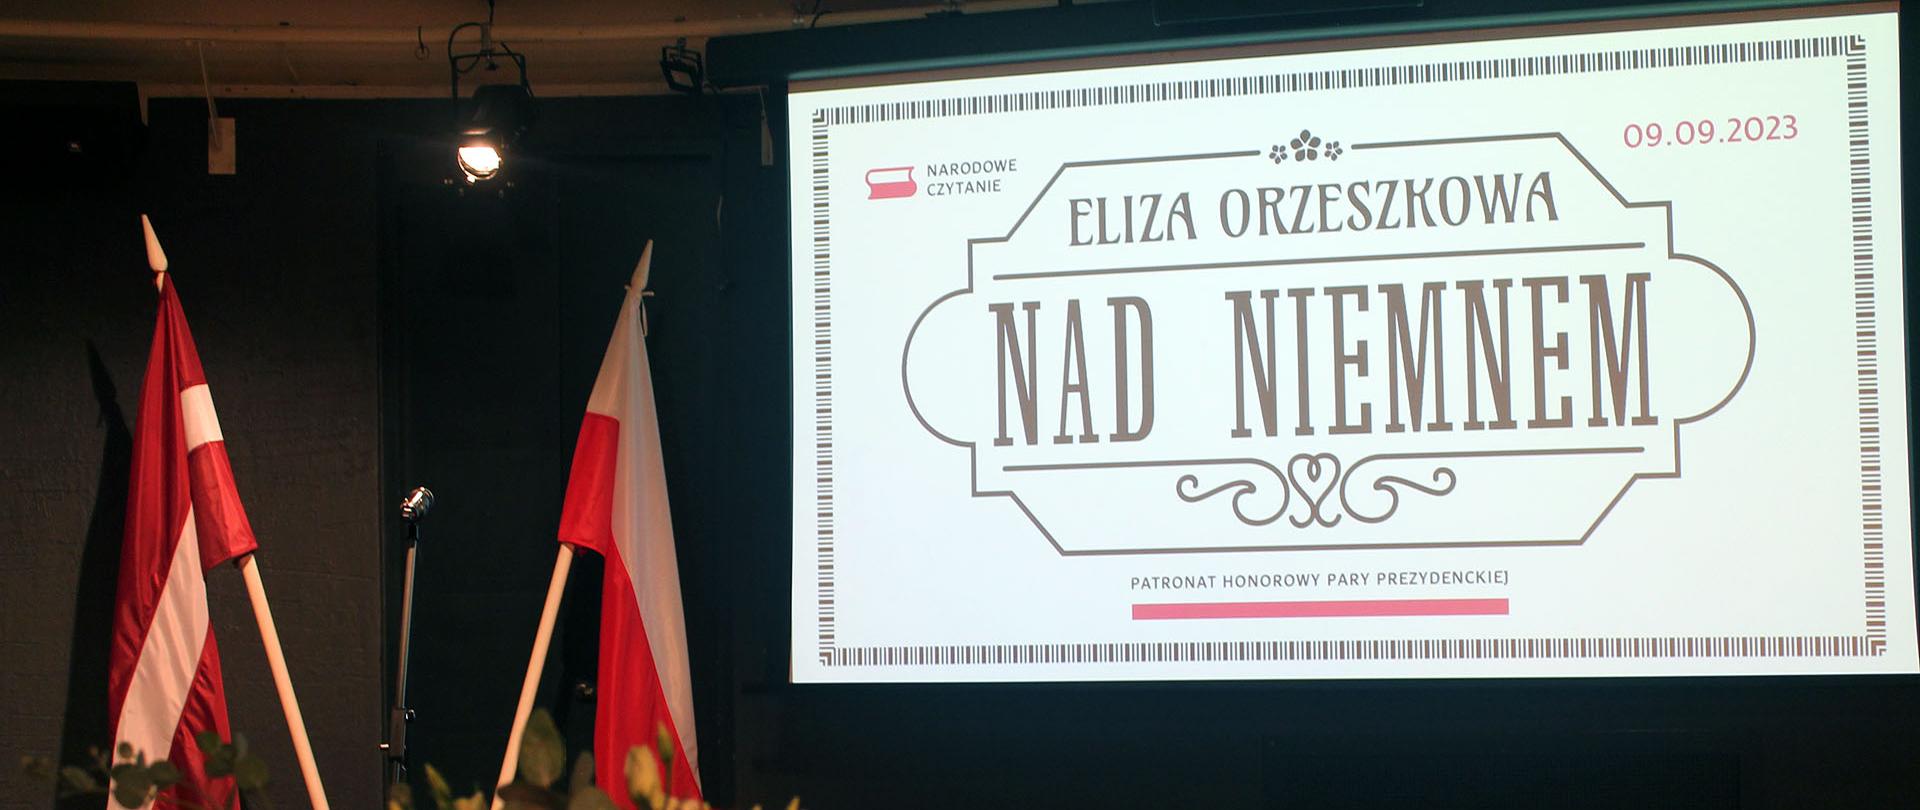 NARODOWE
CZYTANIE
09.09.2023
ELIZA ORZESZKOWA
NAD NIEMNEM
PATRONAT HONOROWY PARY PREZYDENCKIEJ